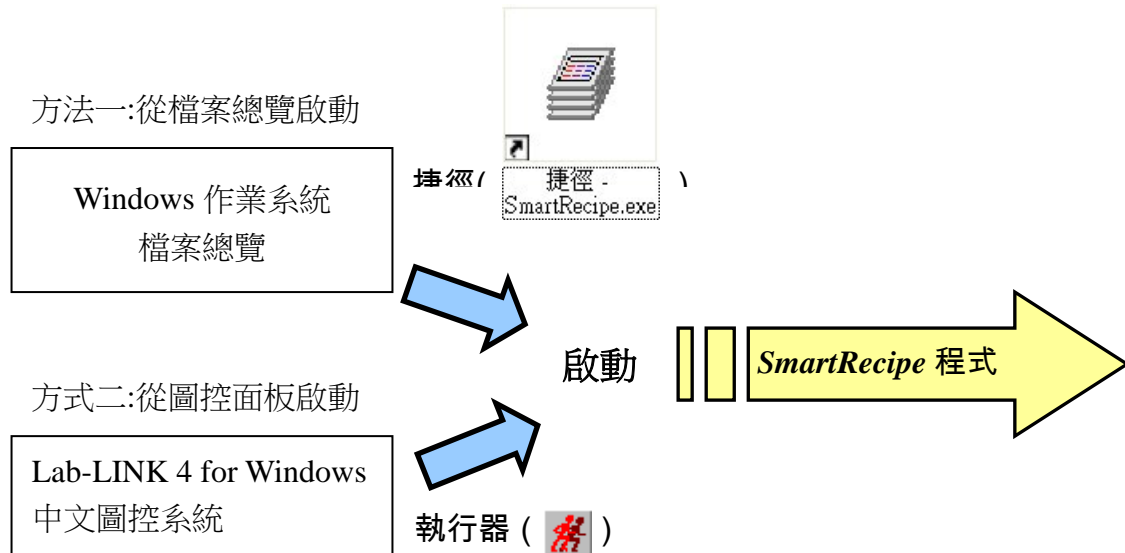 方法一:從檔案總覽啟動
Windows 作業系統
檔案總覽
捷徑(
捷徑 -
SmartRecipe.exe
)
啟動
SmartRecipe 程式
方式二:從圖控面板啟動
Lab-LINK 4 for Windows
中文圖控系統
執行器 ( )